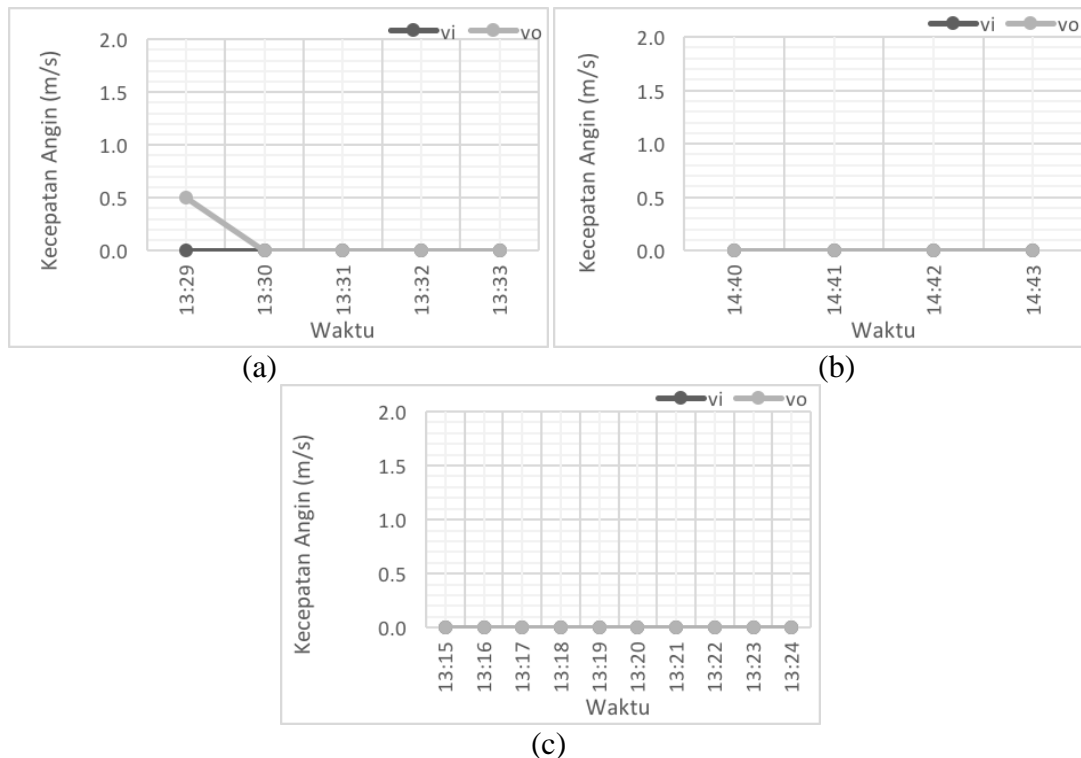 vi vo
Kecepatan Angin (m/s)
2.0
1.5
1.0
0.5
0.0
13:29 13:30 13:31 13:32 13:33
Waktu
(a)
vi vo
Kecepatan Angin (m/s)
2.0
1.5
1.0
0.5
0.0
14:40 14:41 14:42 14:43
Waktu
(b)
vi vo
Kecepatan Angin (m/s)
2.0
1.5
1.0
0.5
0.0
13:15 13:16 13:17 13:18 13:19 13:20 13:21 13:22 13:23 13:24
Waktu
(c)